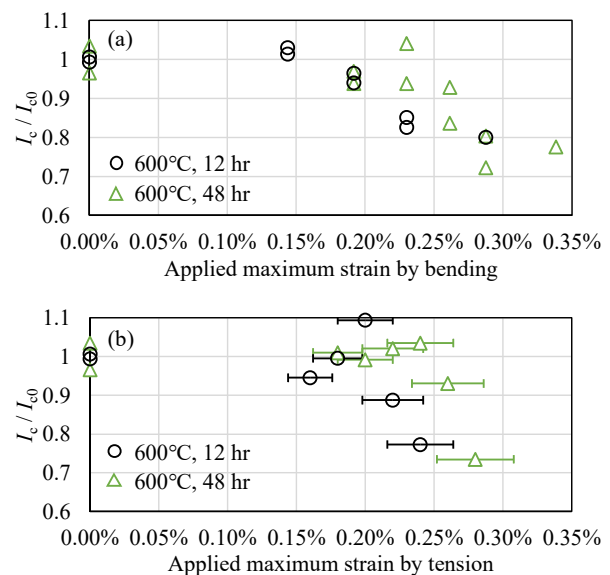 1.1
(a)
1
0.9
I_c / I_c0
0.8
600°C, 12 hr
0.7
600°C, 48 hr
0.6
0.00% 0.05% 0.10% 0.15% 0.20% 0.25% 0.30% 0.35%
Applied maximum strain by bending
1.1
(b)
1
0.9
I_c / I_c0
0.8
600°C, 12 hr
0.7
600°C, 48 hr
0.6
0.00% 0.05% 0.10% 0.15% 0.20% 0.25% 0.30% 0.35%
Applied maximum strain by tension